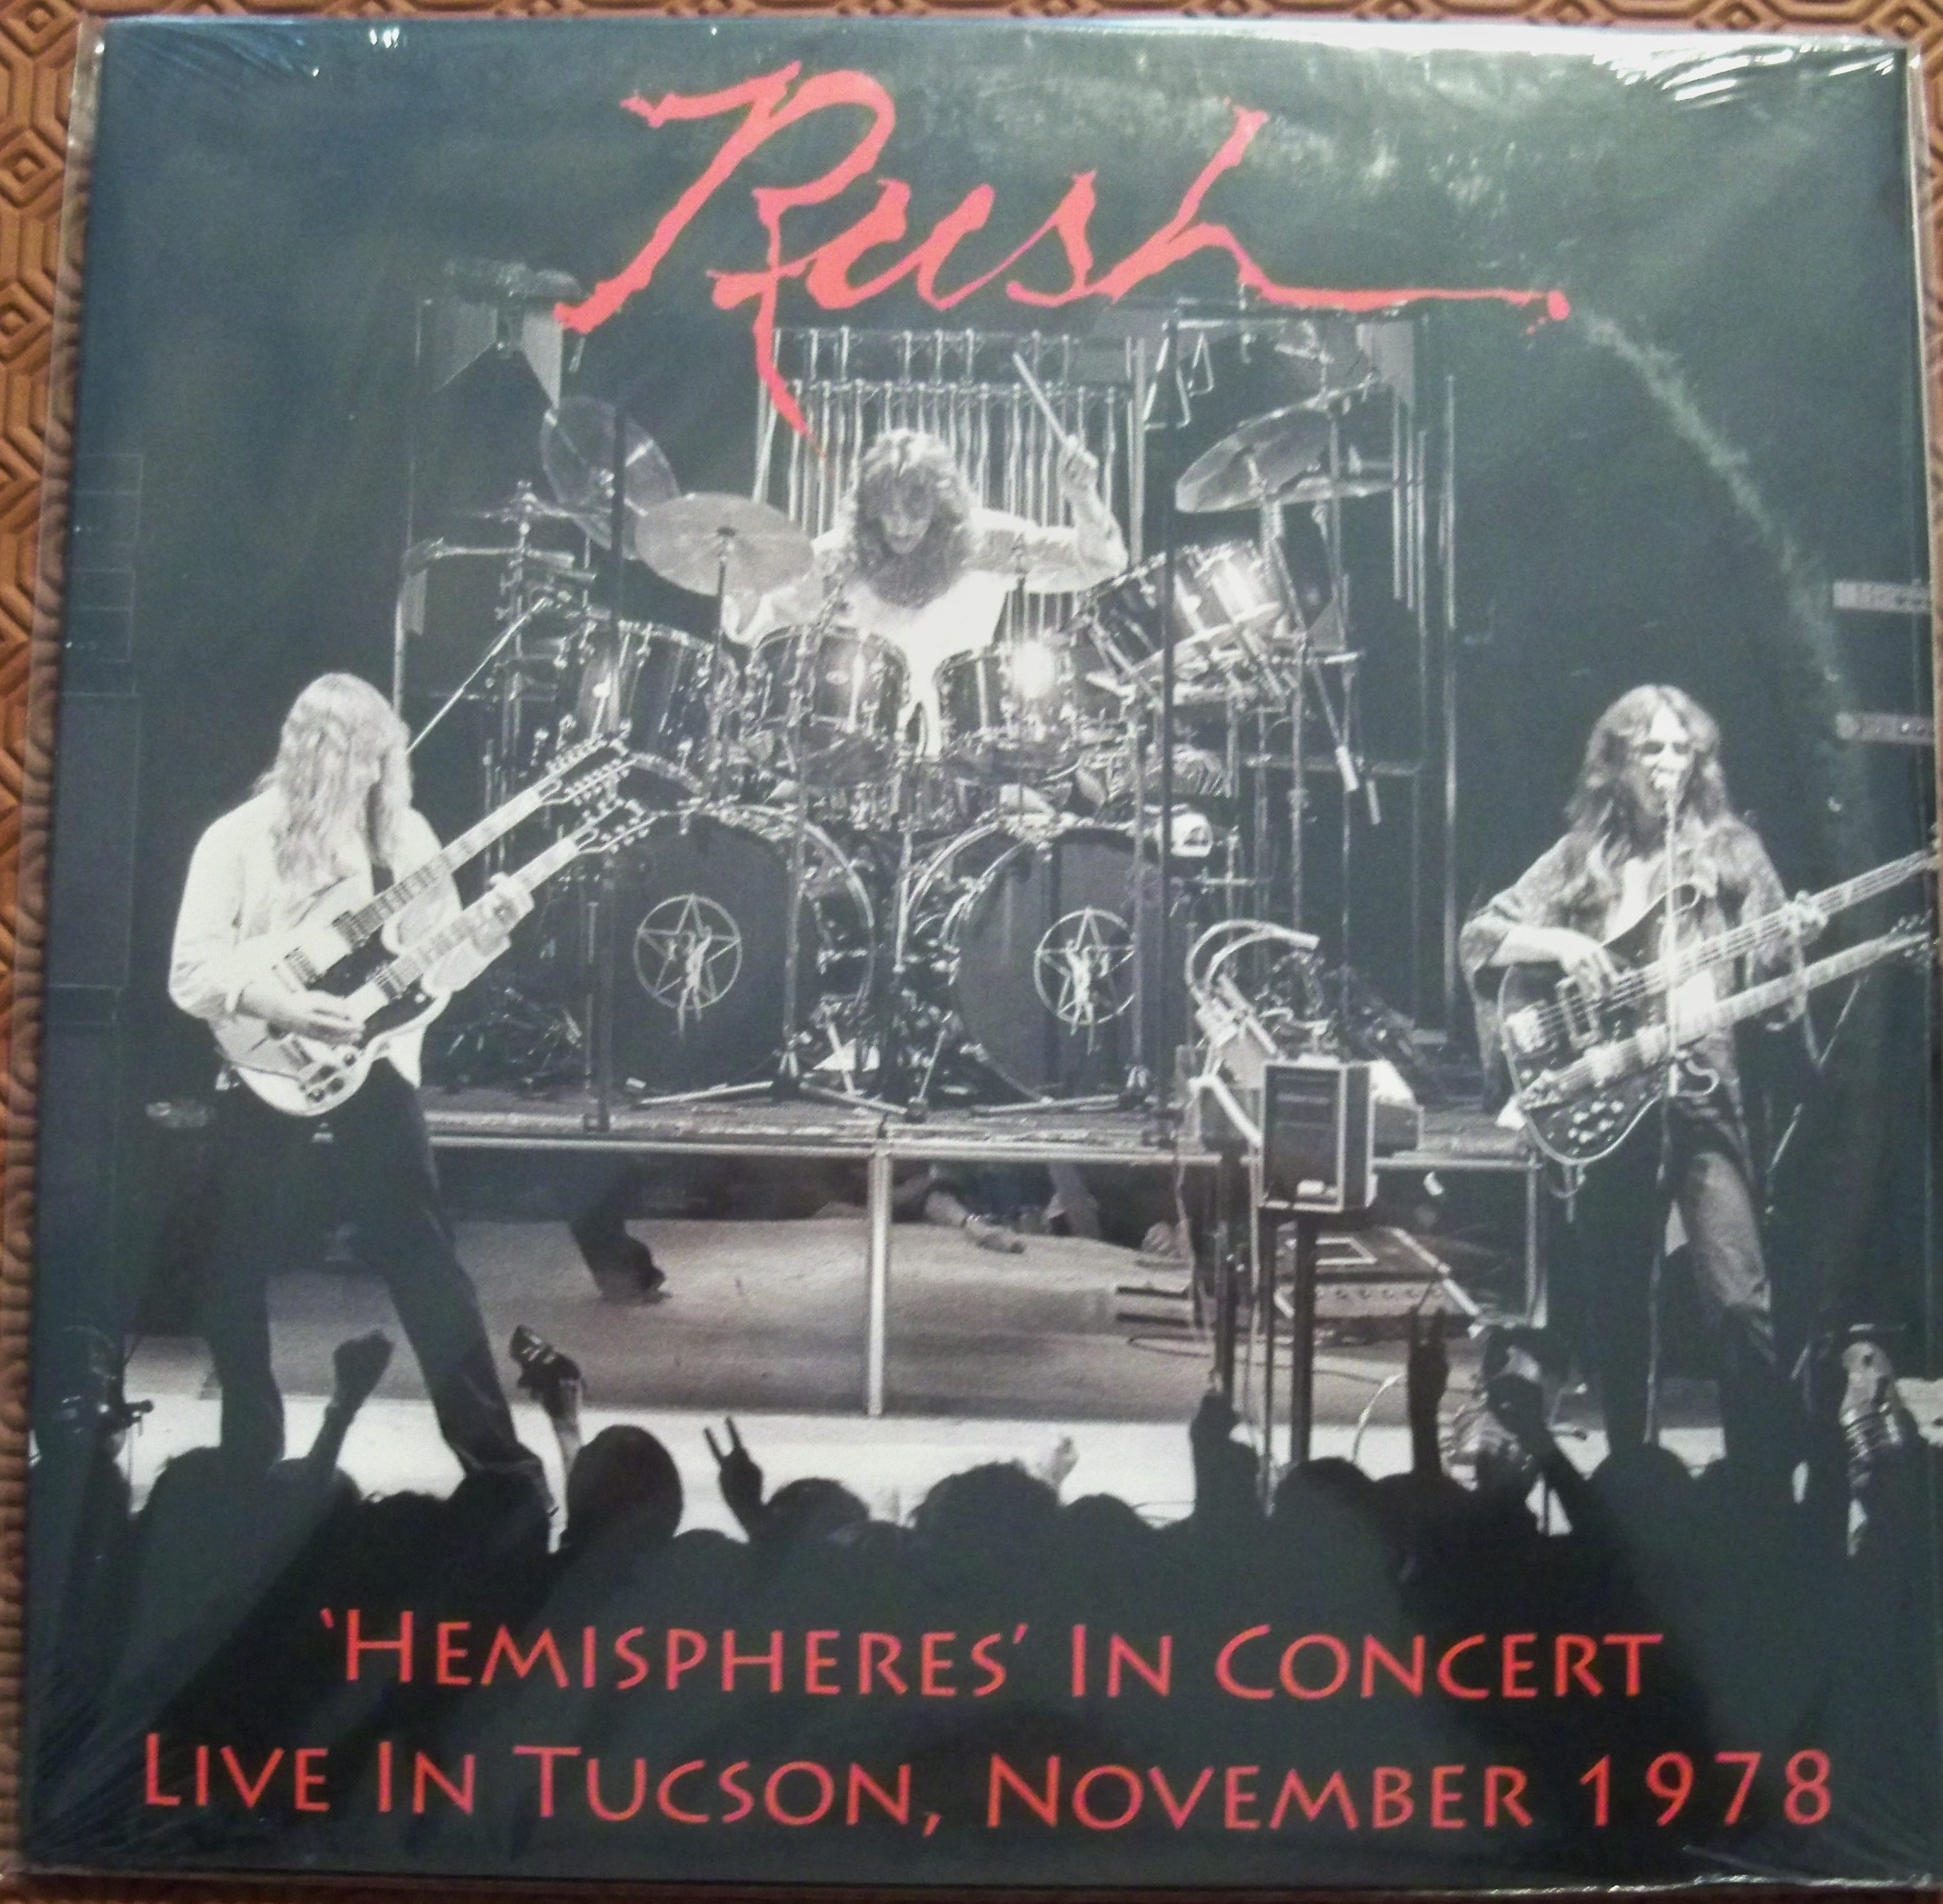 Rush
‘HEMISPHERES’ IN CONCERT
LIVE IN TUCSON, NOVEMBER 1978